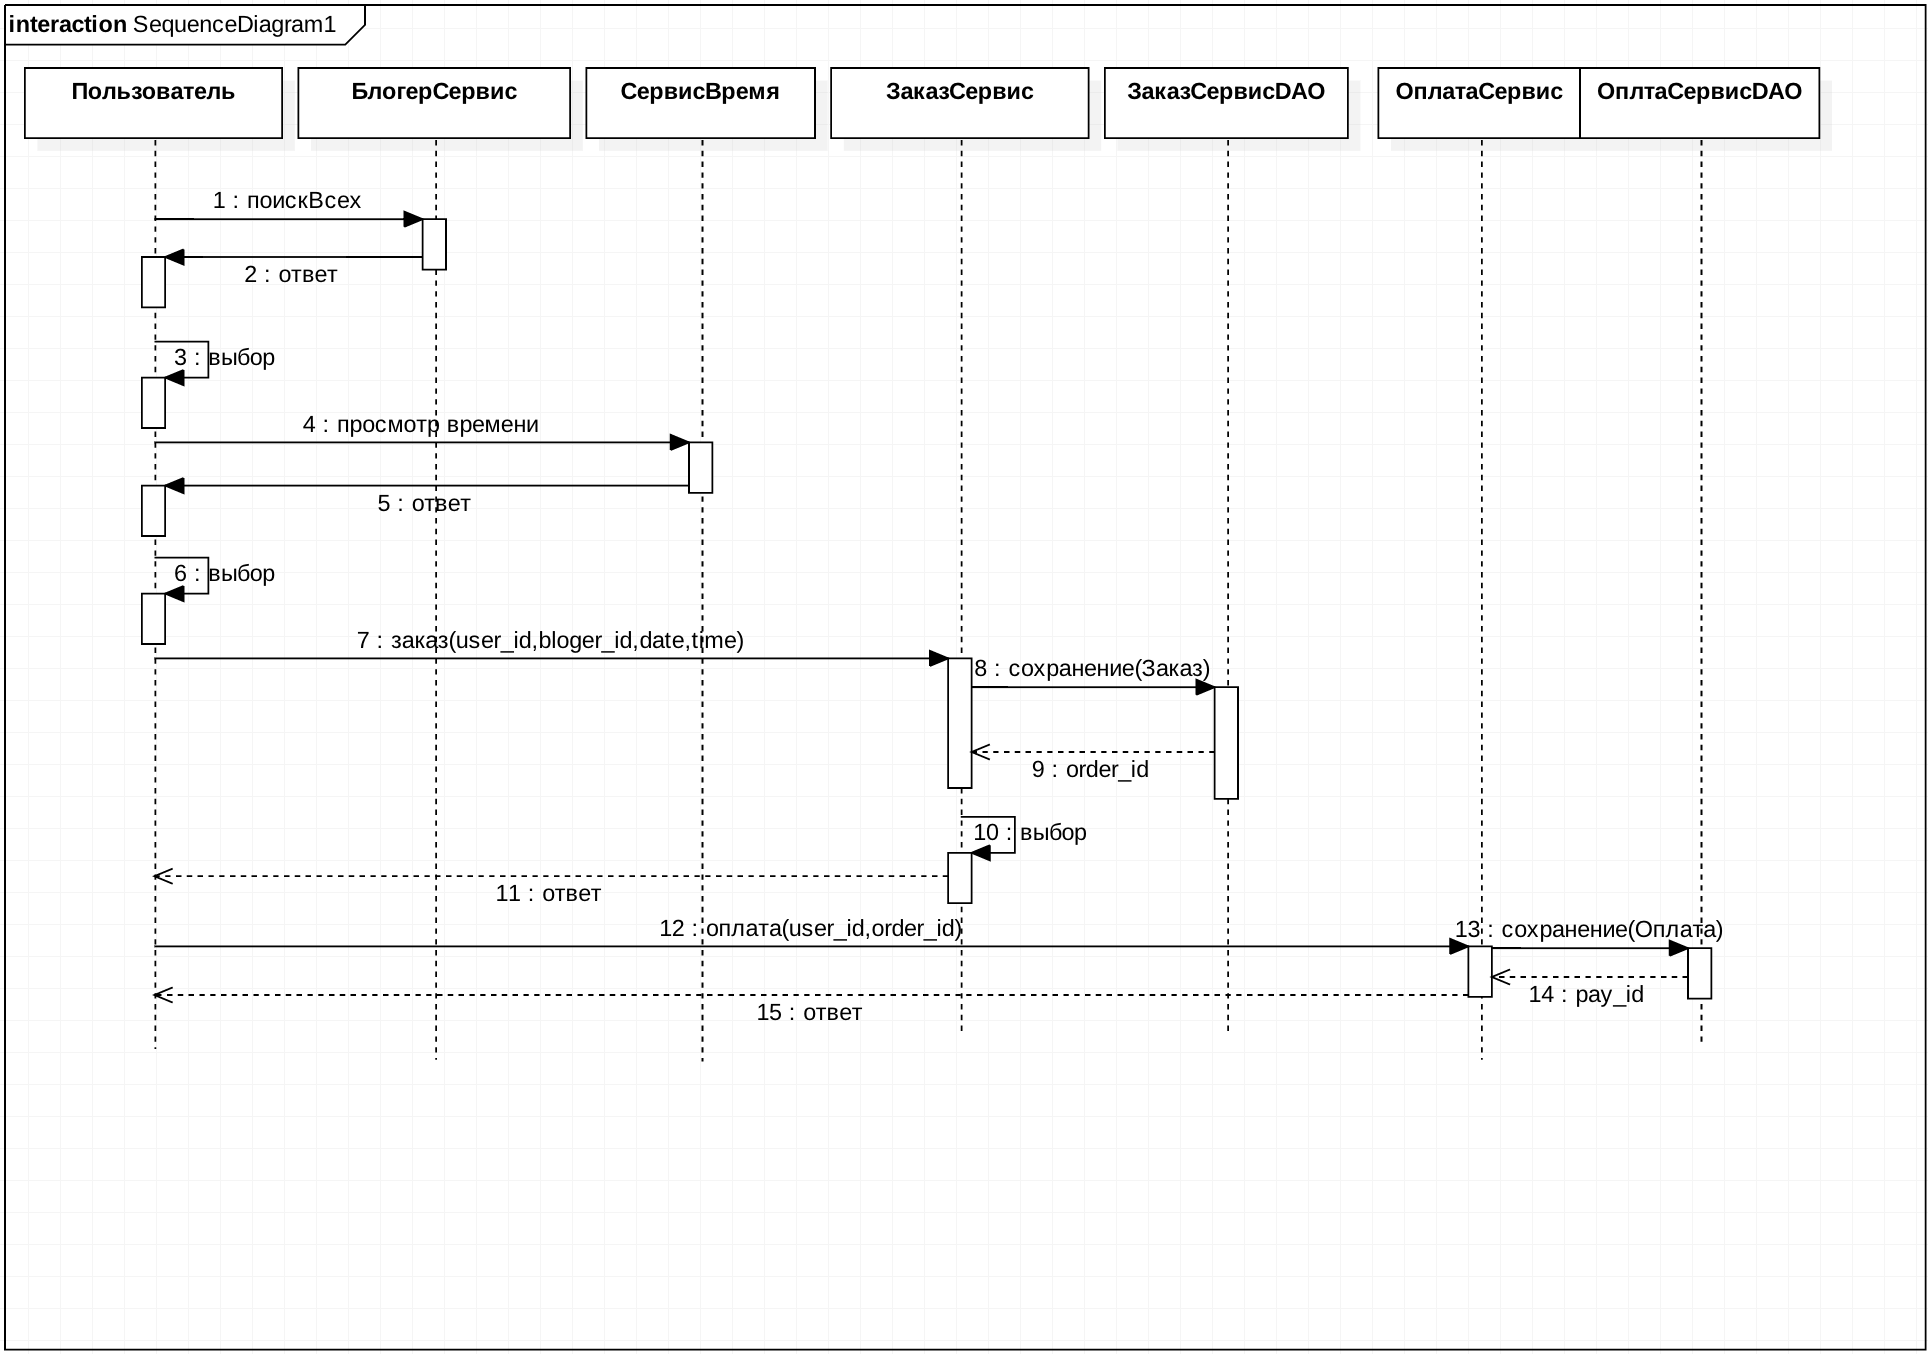 interaction SequenceDiagram1
Пользователь
БлогерСервис
СервисВремя
ЗаказСервис
ЗаказСервисDAO
ОплатаСервис
ОплтаСервисDAO
1 : поискВсех
2 : ответ
3 : выбор
4 : просмотр времени
5 : ответ
6 : выбор
7 : заказ(user_id,bloger_id,date,time)
8 : сохранение(Заказ)
9 : order_id
10 : выбор
11 : ответ
12 : оплата(user_id,order_id)
13 : сохранение(Оплата)
14 : pay_id
15 : ответ